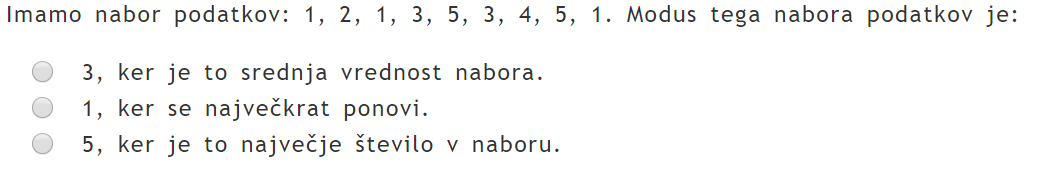 Imamo nabor podatkov: 1, 2, 1, 3, 5, 3, 4, 5, 1. Modus tega nabora podatkov je:
3, ker je to srednja vrednost nabora.
1, ker se največkrat ponovi.
5, ker je to največje število v naboru.